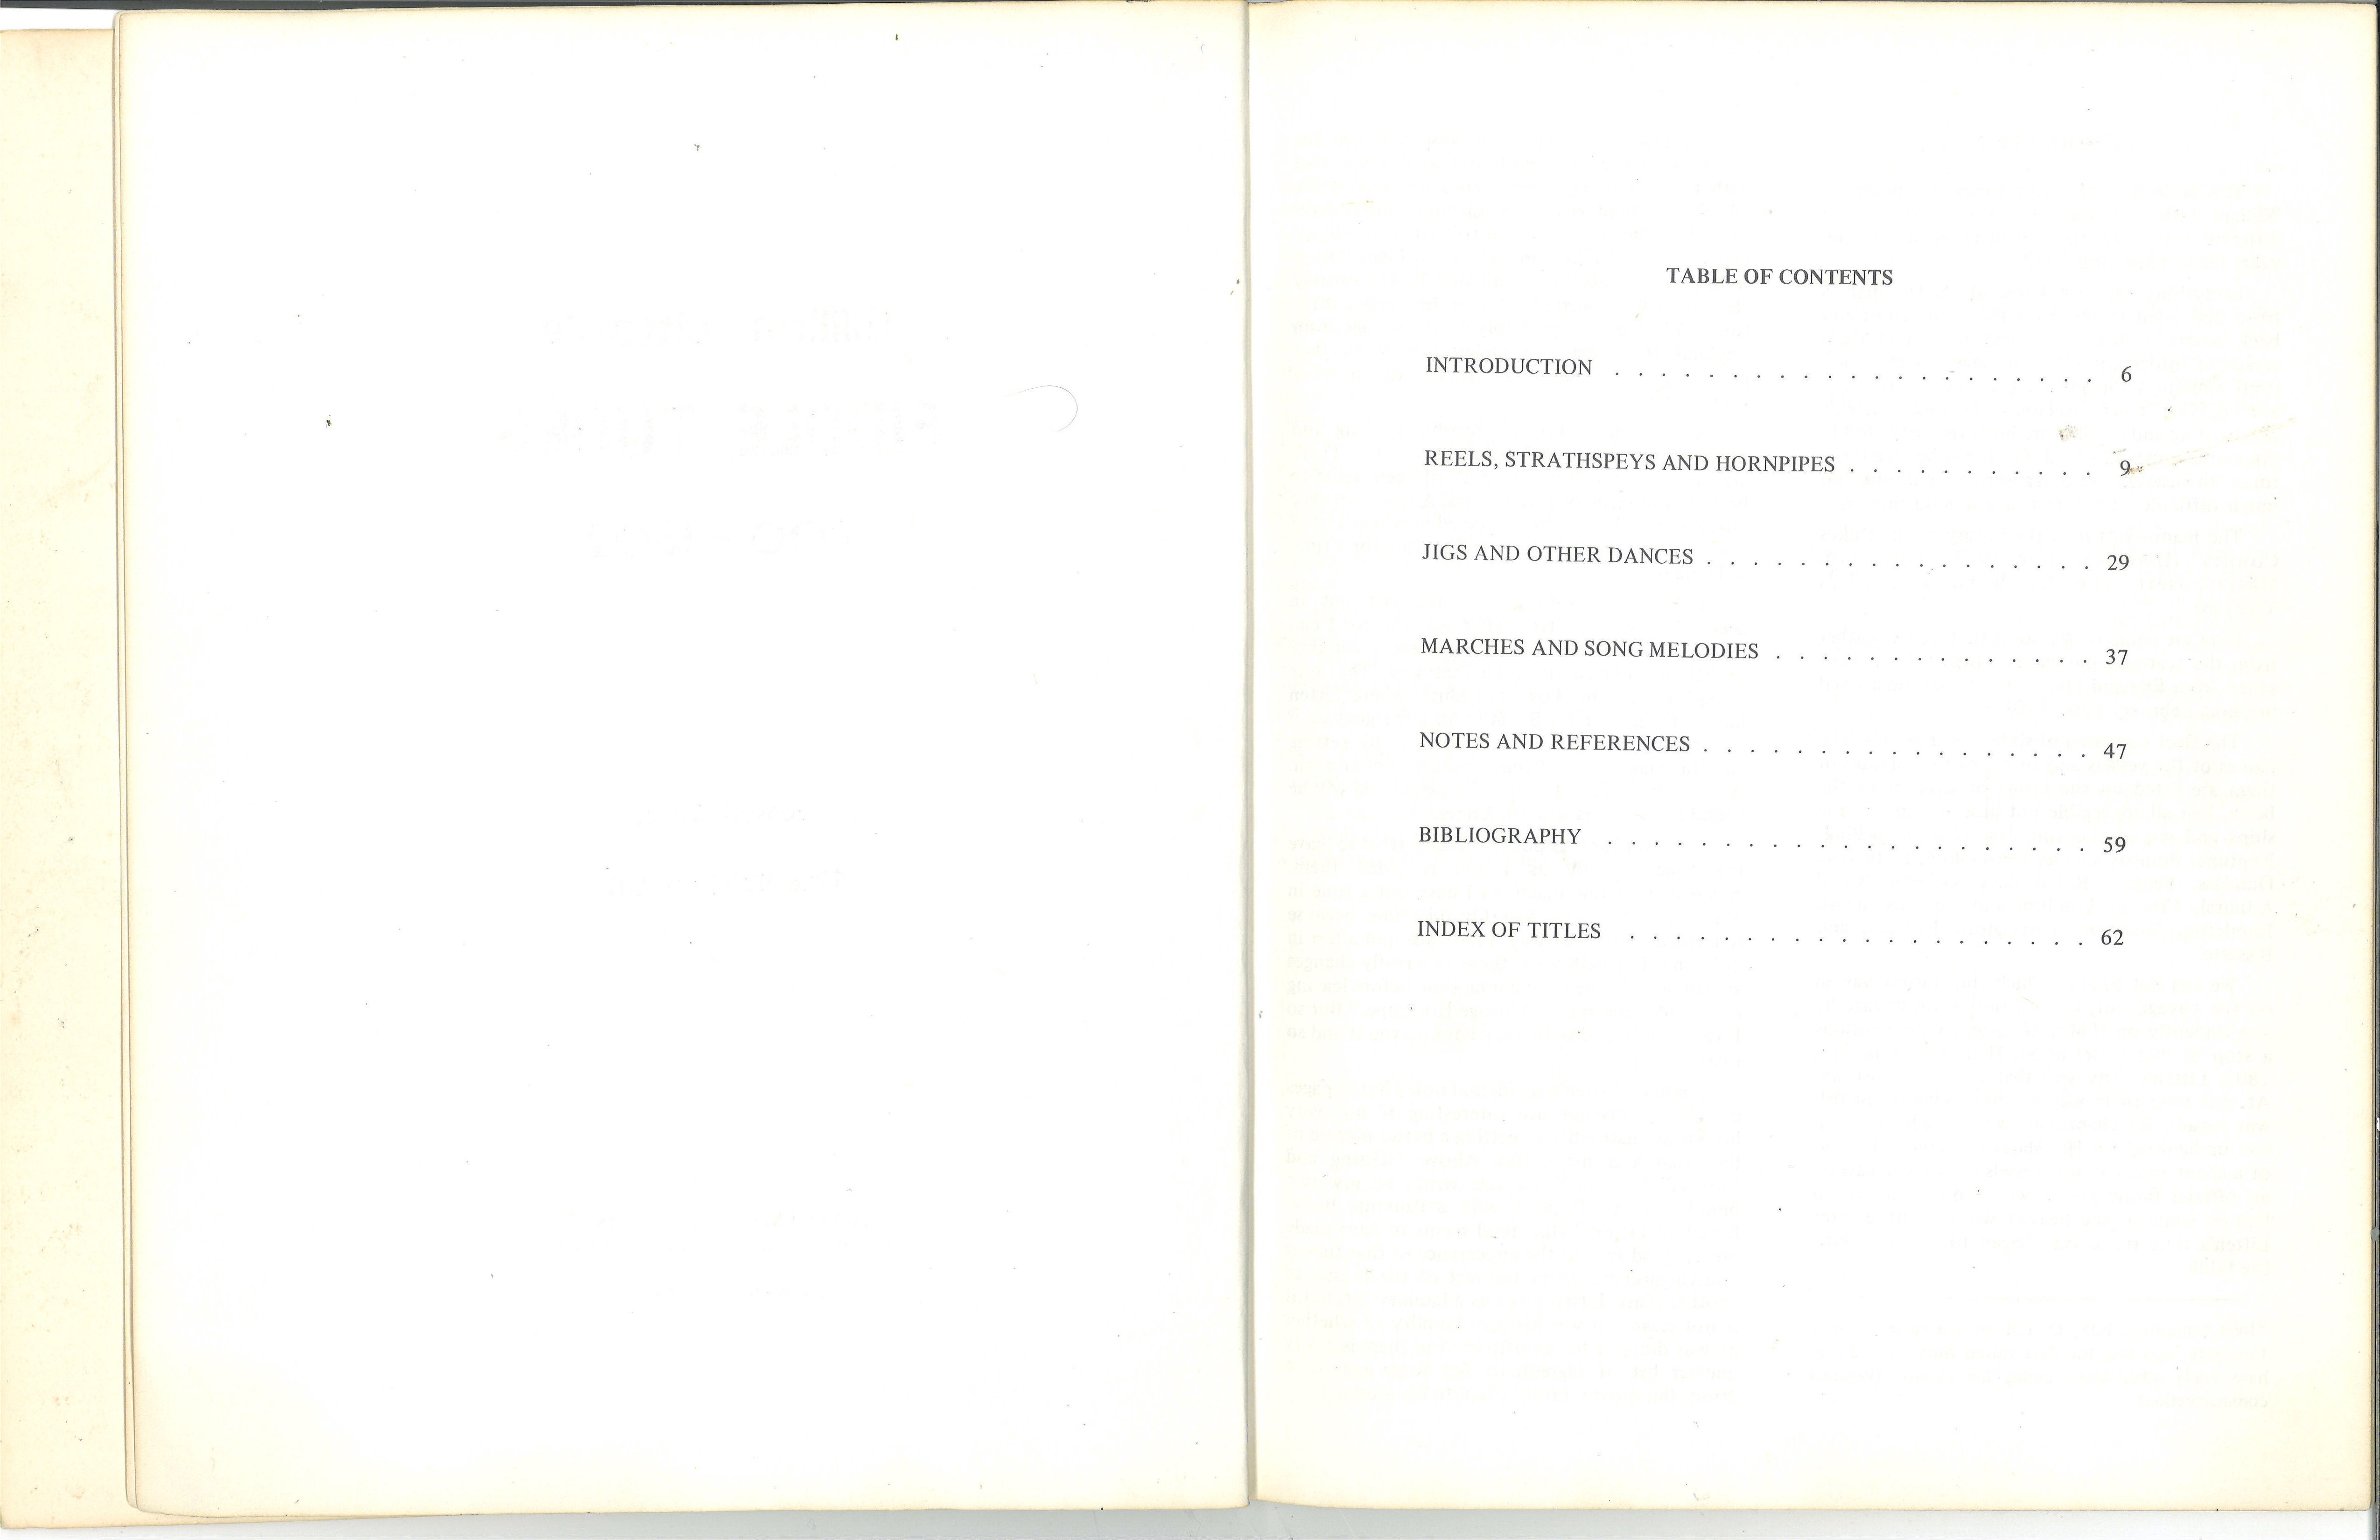 TABLE OF CONTENTS
INTRODUCTION . . . . . . . . . . . . . . . . . . . . . 6
REELS, STRATHSPEYS AND HORNPIPES . . . . . . . . . . . 9
JIGS AND OTHER DANCES . . . . . . . . . . . . . . . . . 29
MARCHES AND SONG MELODIES . . . . . . . . . . . . . . 37
NOTES AND REFERENCES . . . . . . . . . . . . . . . . . 47
BIBLIOGRAPHY . . . . . . . . . . . . . . . . . . . . . 59
INDEX OF TITLES . . . . . . . . . . . . . . . . . . . . 62